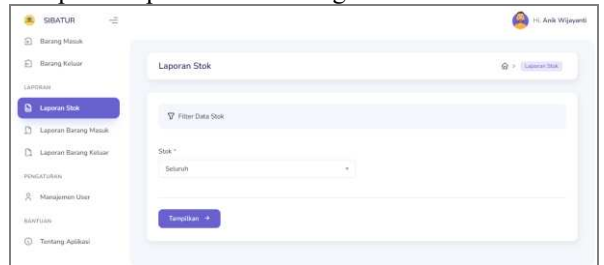 SIBATUR
Hi, Anik Wijayanti
Barang Masuk
Barang Keluar
Laporan Stok
Laporan Stok
LAPORAN
Laporan Stok
Filter Data Stok
Laporan Barang Masuk
Laporan Barang Keluar
Stok *
Seluruh
PENGATURAN
Manajemen User
Tampilkan →
BANTUAN
Tentang Aplikasi